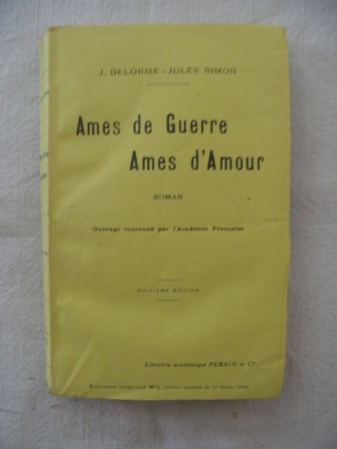 J. DELORME-JULES SIMON
Ames de Guerre
Ames d'Amour
ROMAN
Ouvrage couronné par l'Académie Française
HUITIÈME ÉDITION
Librairie académique PERRIN et Cie